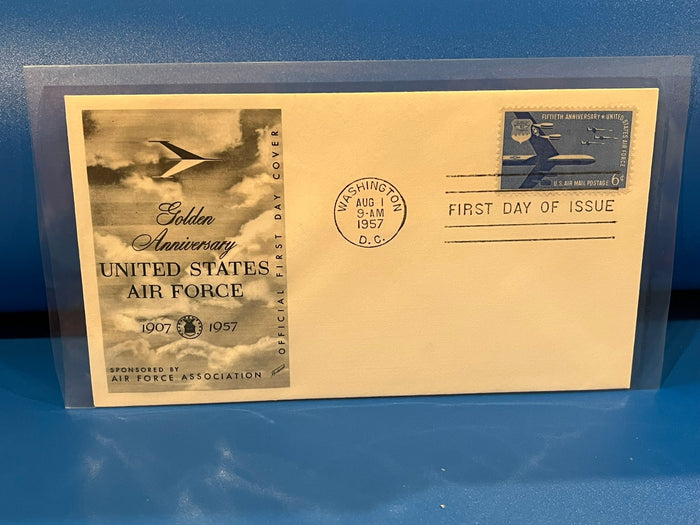 Golden
Anniversary
UNITED STATES
AIR FORCE
1907 1957
SPONSORED BY
AIR FORCE ASSOCIATION
OFFICIAL FIRST DAY COVER
WASHINGTON
AUG 1
9-AM
1957
D.C.
FIFTIETH ANNIVERSARY ★ UNITED STATES AIR FORCE
U.S. AIR MAIL POSTAGE 6¢
FIRST DAY OF ISSUE